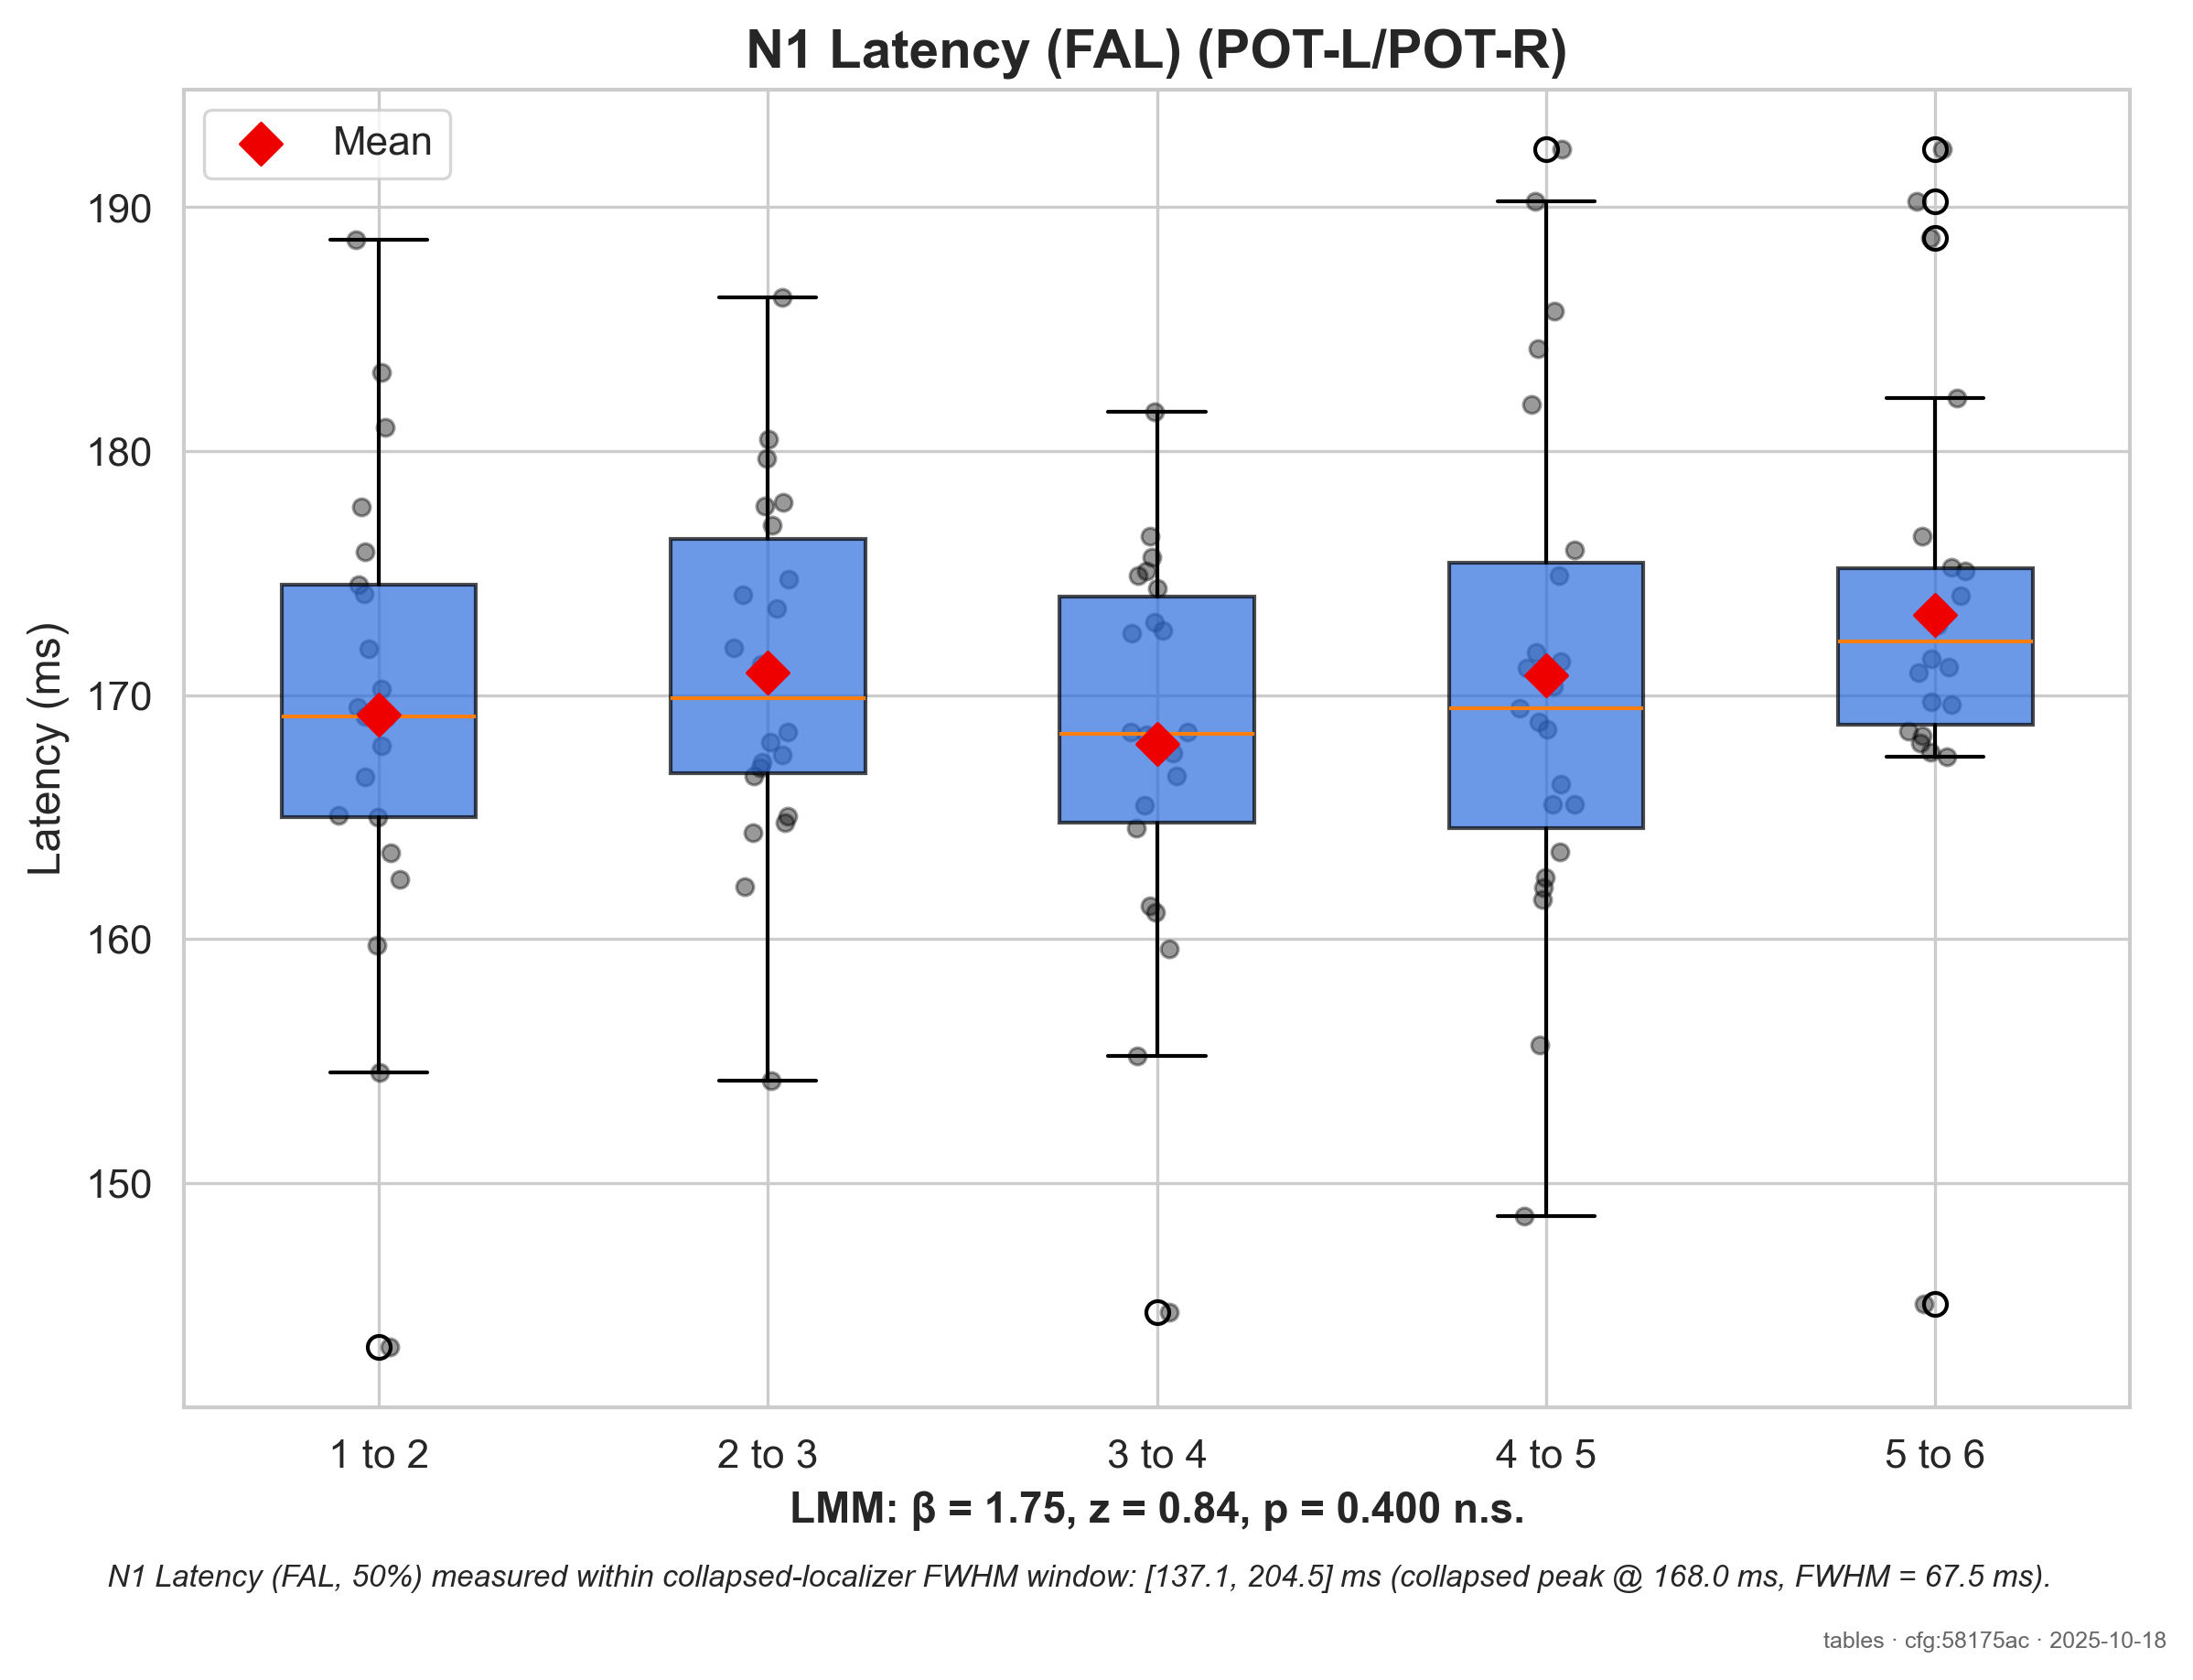 N1 Latency (FAL) (POT-L/POT-R)
Mean
Latency (ms)
190
180
170
160
150
1 to 2
2 to 3
3 to 4
4 to 5
5 to 6
LMM: β = 1.75, z = 0.84, p = 0.400 n.s.
N1 Latency (FAL, 50%) measured within collapsed-localizer FWHM window: [137.1, 204.5] ms (collapsed peak @ 168.0 ms, FWHM = 67.5 ms).
tables · cfg:58175ac · 2025-10-18